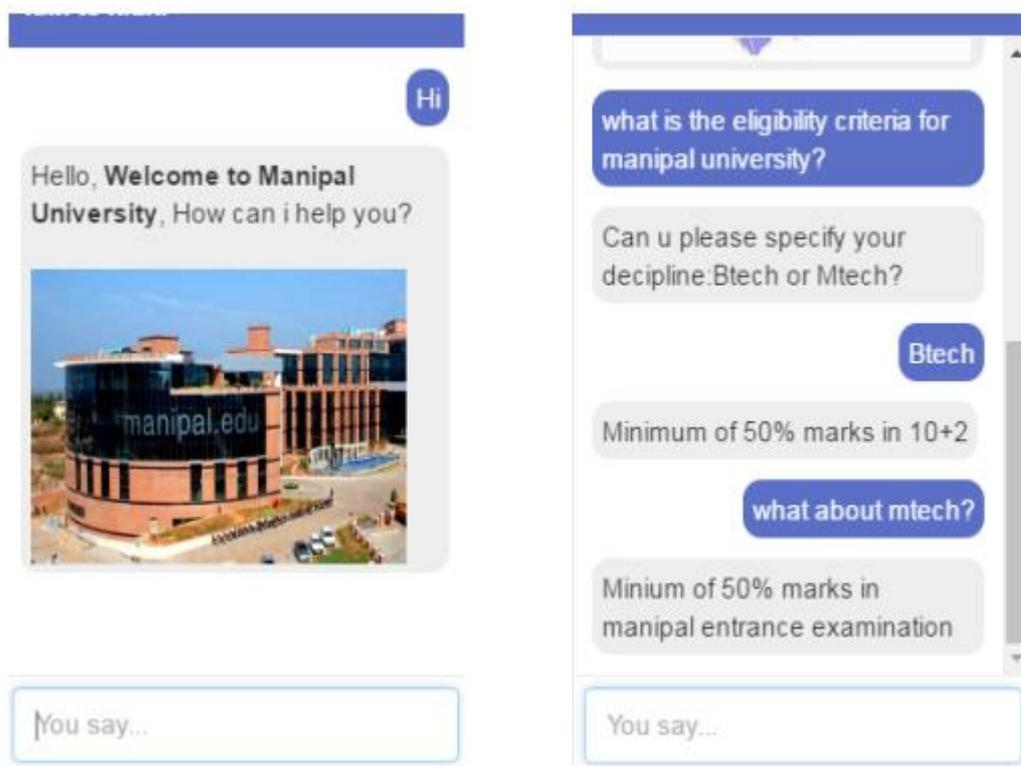 Hi
Hello, Welcome to Manipal
University, How can i help you?
manipal.edu
You say...
what is the eligibility criteria for
manipal university?
Can u please specify your
decipline:Btech or Mtech?
Btech
Minimum of 50% marks in 10+2
what about mtech?
Minium of 50% marks in
manipal entrance examination
You say...